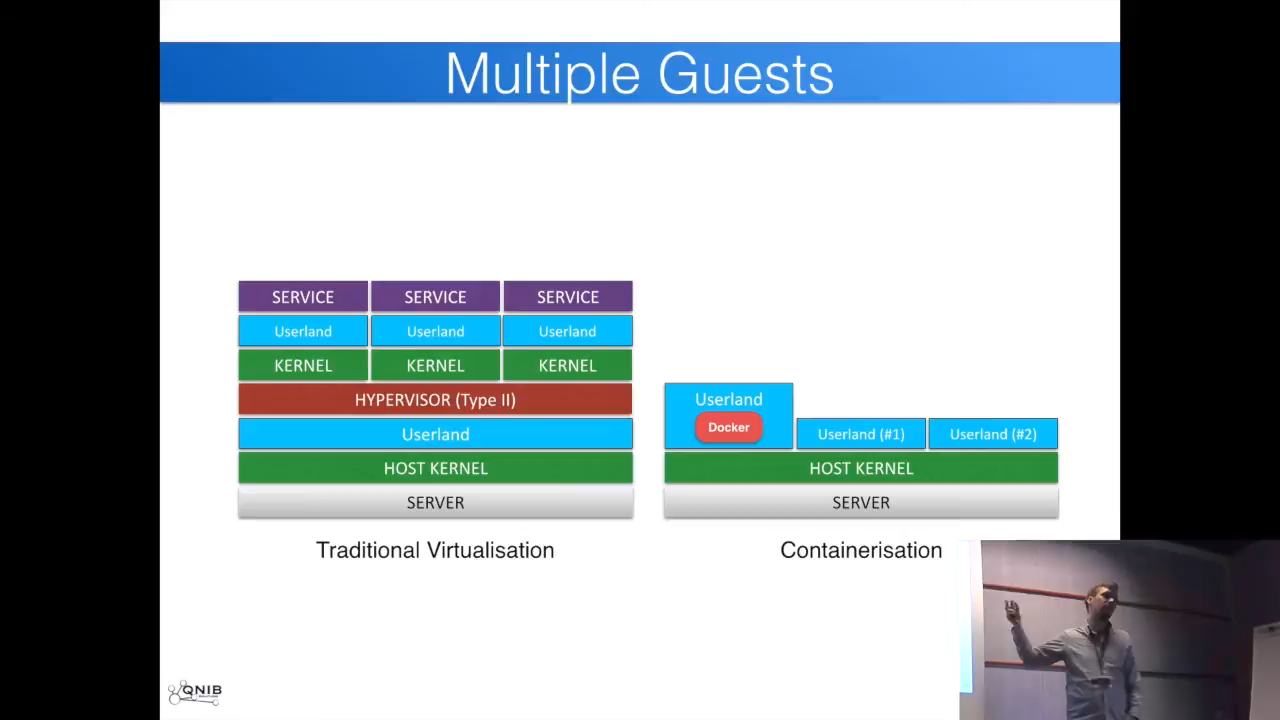 Multiple Guests
SERVICE SERVICE SERVICE
Userland Userland Userland
KERNEL KERNEL KERNEL
HYPERVISOR (Type II)
Userland
HOST KERNEL
SERVER
Traditional Virtualisation
Userland
Docker
Userland (#1) Userland (#2)
HOST KERNEL
SERVER
Containerisation
QNIB